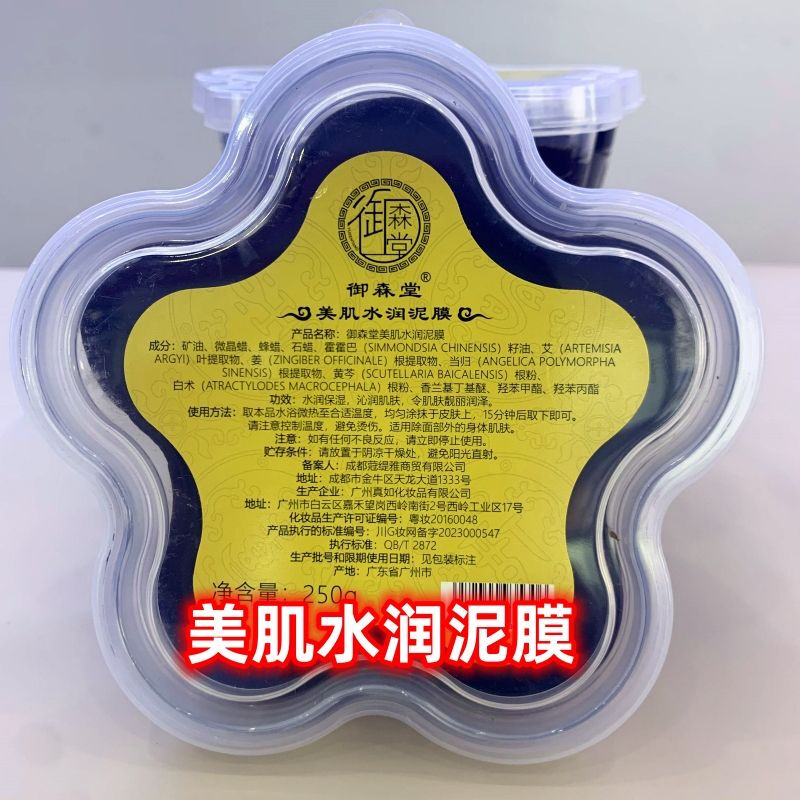 御森堂
御森堂®
美肌水润泥膜
产品名称：御森堂美肌水润泥膜
成分：矿油、微晶蜡、蜂蜡、石蜡、霍霍巴（SIMMONDSIA CHINENSIS）籽油、艾（ARTEMISIA
ARGYI）叶提取物、姜（ZINGIBER OFFICINALE）根提取物、当归（ANGELICA POLYMORPHA
SINENSIS）根提取物、黄芩（SCUTELLARIA BAICALENSIS）根粉、
白术（ATRACTYLODES MACROCEPHALA）根粉、香兰基丁基醚、羟苯甲酯、羟苯丙酯
功效：水润保湿，沁润肌肤，令肌肤靓丽润泽。
使用方法：取本品水浴微热至合适温度，均匀涂抹于皮肤上，15分钟后取下即可。
请注意控制温度，避免烫伤。适用除面部外的身体肌肤。
注意：如有任何不良反应，请立即停止使用。
贮存条件：请放置于阴凉干燥处，避免阳光直射。
备案人：成都蔻缇雅商贸有限公司
地址：成都市金牛区天龙大道1333号
生产企业：广州真如化妆品有限公司
地址：广州市白云区嘉禾望岗西岭南街2号西岭工业区17号
化妆品生产许可证编号：粤妆20160048
产品执行的标准编号：川G妆网备字2023000547
执行标准：QB/T 2872
生产批号和限期使用日期：见包装标注
产地：广东省广州市
净含量：250g
美肌水润泥膜